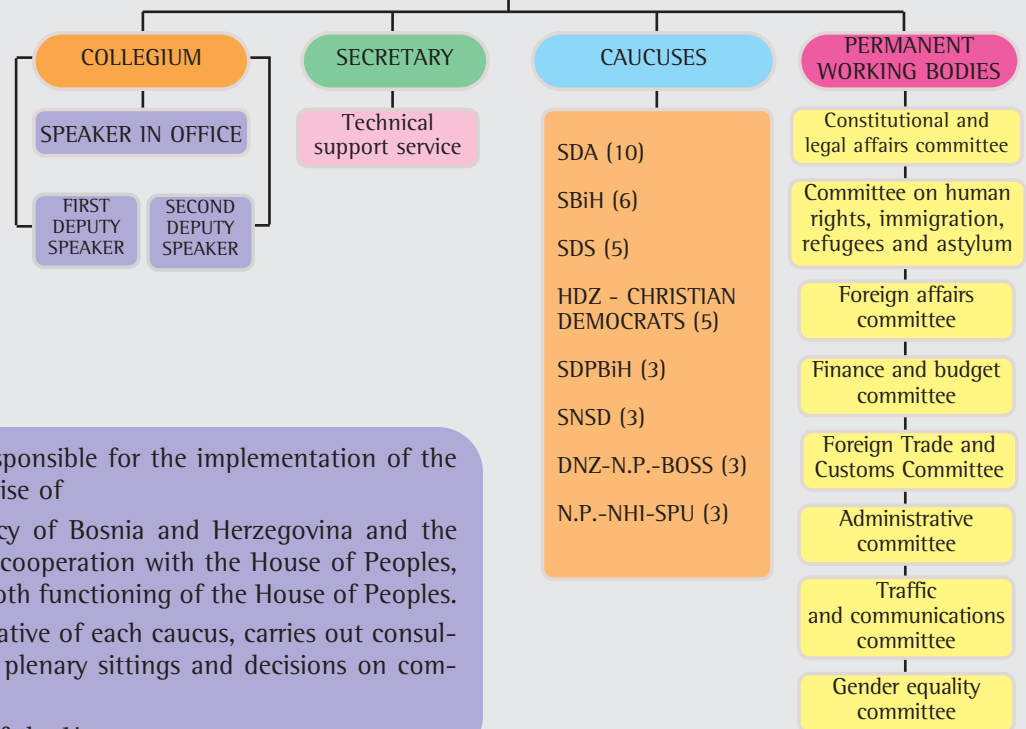 COLLEGIUM
SPEAKER IN OFFICE
FIRST
DEPUTY
SPEAKER
SECOND
DEPUTY
SPEAKER
SECRETARY
Technical
support service
CAUCUSES
SDA (10)
SBiH (6)
SDS (5)
HDZ - CHRISTIAN
DEMOCRATS (5)
SDPBiH (3)
SNSD (3)
DNZ-N.P.-BOSS (3)
N.P.-NHI-SPU (3)
PERMANENT
WORKING BODIES
Constitutional and
legal affairs committee
Committee on human
rights, immigration,
refugees and astylum
Foreign affairs
committee
Finance and budget
committee
Foreign Trade and
Customs Committee
Administrative
committee
Traffic
and communications
committee
Gender equality
committee
sponsible for the implementation of the
ise of
cy of Bosnia and Herzegovina and the
cooperation with the House of Peoples,
oth functioning of the House of Peoples.
ative of each caucus, carries out consul-
plenary sittings and decisions on com-